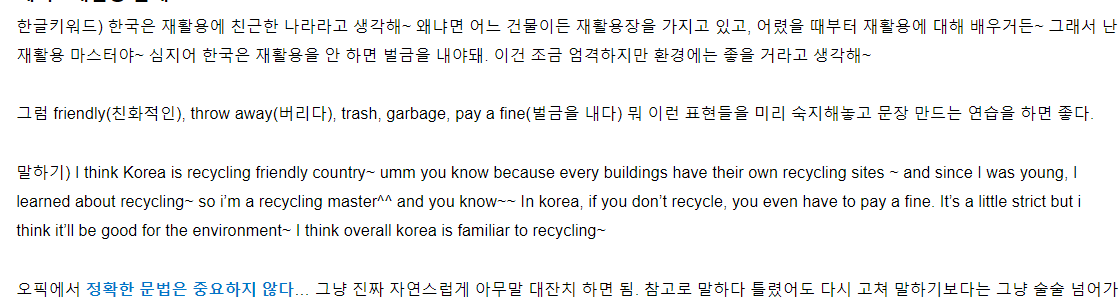 한글키워드) 한국은 재활용에 친근한 나라라고 생각해~ 왜냐면 어느 건물이든 재활용장을 가지고 있고, 어렸을 때부터 재활용에 대해 배우거든~ 그래서 난
재활용 마스터야~ 심지어 한국은 재활용을 안 하면 벌금을 내야돼. 이건 조금 엄격하지만 환경에는 좋을 거라고 생각해~
그럼 friendly(친화적인), throw away(버리다), trash, garbage, pay a fine(벌금을 내다) 뭐 이런 표현들을 미리 숙지해놓고 문장 만드는 연습을 하면 좋다.
말하기) I think Korea is recycling friendly country~ umm you know because every buildings have their own recycling sites ~ and since I was young, I
learned about recycling~ so i’m a recycling master^^ and you know~~ In korea, if you don’t recycle, you even have to pay a fine. It’s a little strict but i
think it’ll be good for the environment~ I think overall korea is familiar to recycling~
오픽에서 정확한 문법은 중요하지 않다... 그냥 진짜 자연스럽게 아무말 대잔치 하면 됨. 참고로 말하다 틀렸어도 다시 고쳐 말하기보다는 그냥 술술 넘어가